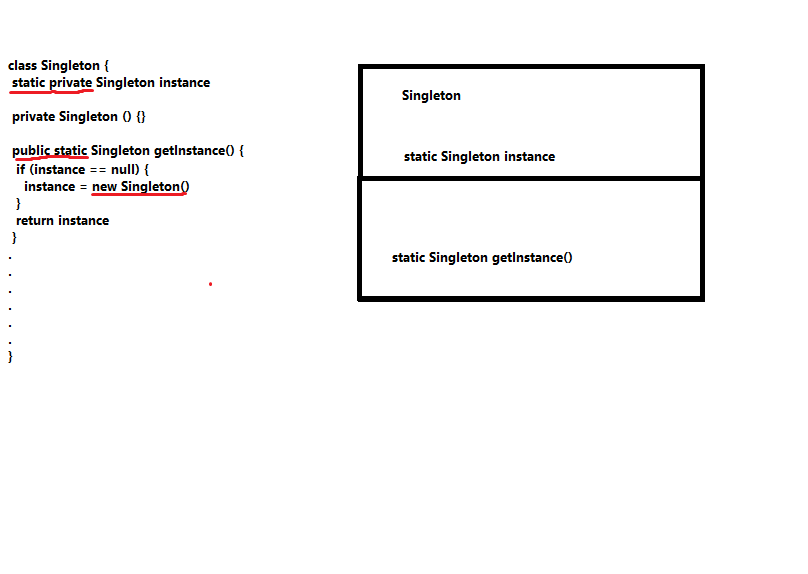 class Singleton {
static private Singleton instance
private Singleton () {}
public static Singleton getInstance() {
if (instance == null) {
instance = new Singleton()
}
return instance
}
.
.
.
.
.
.
}
Singleton
static Singleton instance
static Singleton getInstance()